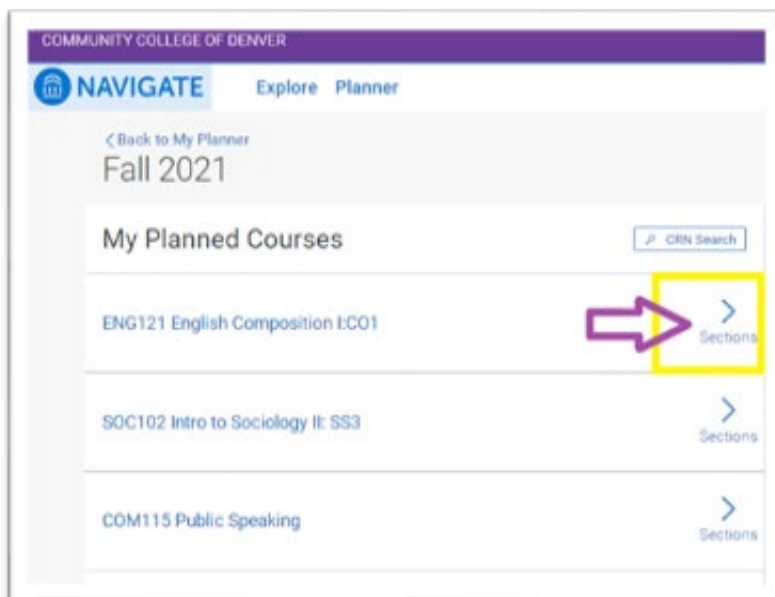 COMMUNITY COLLEGE OF DENVER
NAVIGATE Explore Planner
Back to My Planner
Fall 2021
My Planned Courses CRN Search
ENG121 English Composition I:CO1
Sections
SOC102 Intro to Sociology II: SS3
Sections
COM115 Public Speaking
Sections